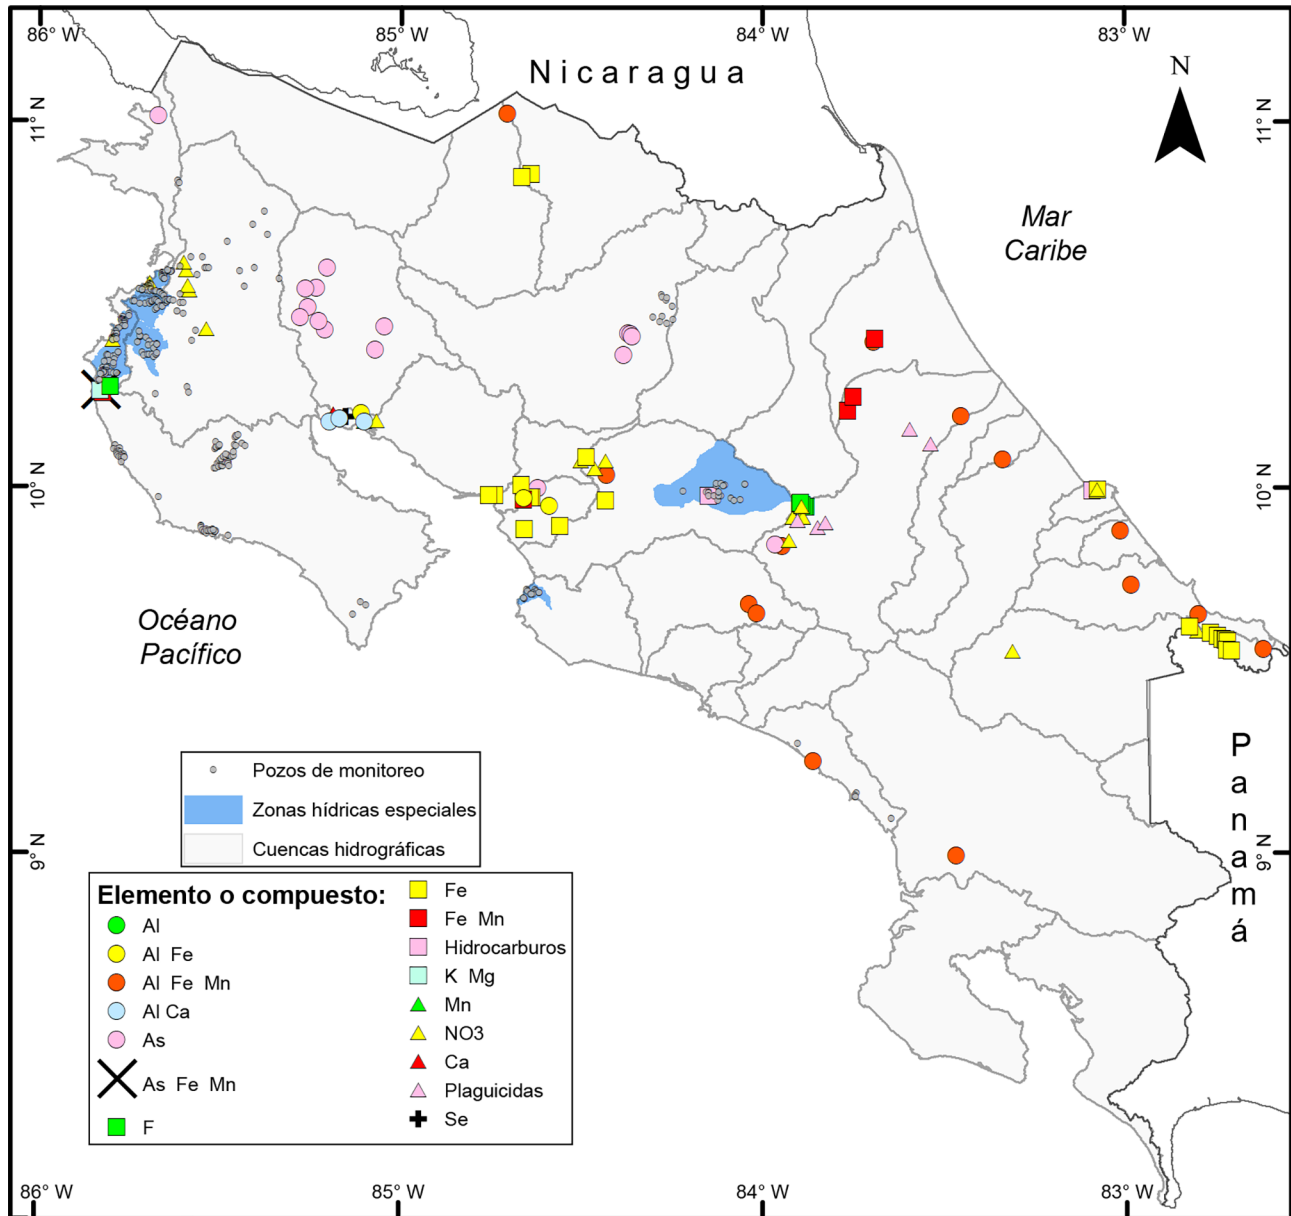 86° W
85° W
84° W
83° W
Nicaragua
N
11° N
11° N
Mar
Caribe
10° N
10° N
Océano
Pacífico
Panamá
Pozos de monitoreo
Zonas hídricas especiales
Cuencas hidrográficas
9° N
9° N
Elemento o compuesto:
Al
Al Fe
Al Fe Mn
Al Ca
As
As Fe Mn
F
Fe
Fe Mn
Hidrocarburos
K Mg
Mn
NO3
Ca
Plaguicidas
Se
86° W
85° W
84° W
83° W